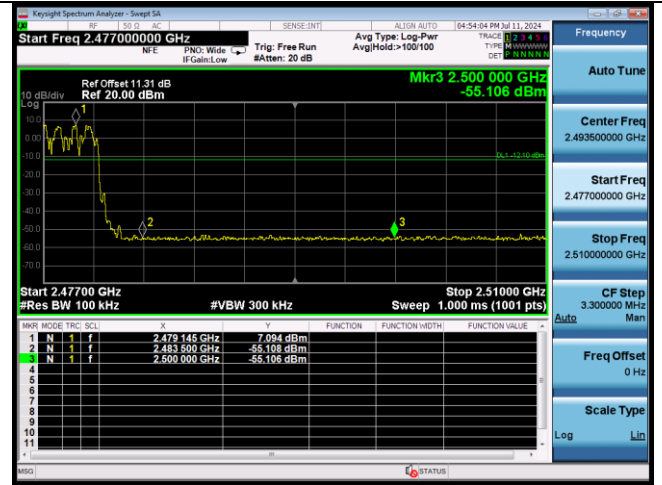 Keysight Spectrum Analyzer - Swept SA
RF 50 Ω AC SENSE:INT ALIGN AUTO 04:54:04 PM Jul 11, 2024
Start Freq 2.477000000 GHz
NFE PNO: Wide Trig: Free Run Avg Type: Log-Pwr TRACE 1 2 3 4 5 6
IFGain:Low #Atten: 20 dB Avg|Hold:>100/100 TYPE M W W W W W
DET P N N N N N
Mkr3 2.500 000 GHz
-55.106 dBm
Ref Offset 11.31 dB
10 dB/div Ref 20.00 dBm
Log
10.0
0.00
-10.0
-20.0
-30.0
-40.0
-50.0
-60.0
-70.0
1
2
3
DL1 -12.10 dBm
Start 2.47700 GHz Stop 2.51000 GHz
#Res BW 100 kHz #VBW 300 kHz Sweep 1.000 ms (1001 pts)
MKR MODE TRC SCL X Y FUNCTION FUNCTION WIDTH FUNCTION VALUE
1 N 1 f 2.479 145 GHz 7.094 dBm
2 N 1 f 2.483 500 GHz -55.108 dBm
3 N 1 f 2.500 000 GHz -55.106 dBm
4
5
6
7
8
9
10
11
MSG STATUS
Frequency
Auto Tune
Center Freq
2.493500000 GHz
Start Freq
2.477000000 GHz
Stop Freq
2.510000000 GHz
CF Step
3.300000 MHz
Auto Man
Freq Offset
0 Hz
Scale Type
Log Lin